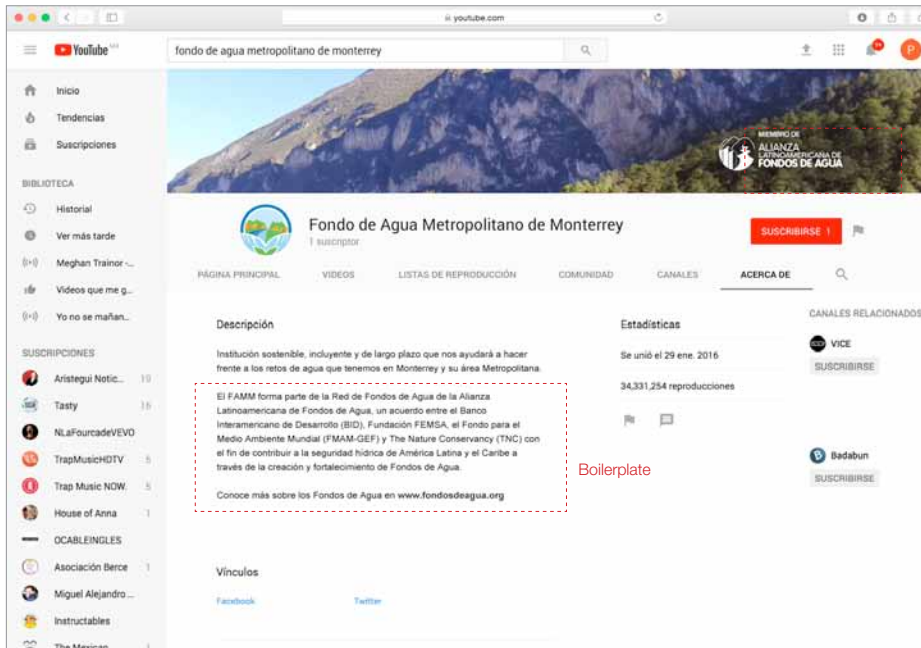 youtube.com
YouTube MX
fondo de agua metropolitano de monterrey
P
Inicio
Tendencias
Suscripciones
BIBLIOTECA
Historial
Ver más tarde
Meghan Trainor -...
Videos que me g...
Yo no se mañan...
SUSCRIPCIONES
Aristegui Notic... 10
Tasty 16
NLaFourcadeVEVO
TrapMusicHDTV 5
Trap Music NOW. 5
House of Anna 1
OCABLEINGLES
Asociación Berce 1
Miguel Alejandro ...
Instructables
The Mexican
MIEMBRO DE
ALIANZA
LATINOAMERICANA DE
FONDOS DE AGUA
Fondo de Agua Metropolitano de Monterrey
1 suscriptor
SUSCRIBIRSE 1
PÁGINA PRINCIPAL VIDEOS LISTAS DE REPRODUCCIÓN COMUNIDAD CANALES ACERCA DE
Descripción
Institución sostenible, incluyente y de largo plazo que nos ayudará a hacer
frente a los retos de agua que tenemos en Monterrey y su área Metropolitana.
El FAMM forma parte de la Red de Fondos de Agua de la Alianza
Latinoamericana de Fondos de Agua, un acuerdo entre el Banco
Interamericano de Desarrollo (BID), Fundación FEMSA, el Fondo para el
Medio Ambiente Mundial (FMAM-GEF) y The Nature Conservancy (TNC) con
el fin de contribuir a la seguridad hídrica de América Latina y el Caribe a
través de la creación y fortalecimiento de Fondos de Agua.
Conoce más sobre los Fondos de Agua en www.fondosdeagua.org
Boilerplate
Vínculos
Facebook Twitter
Estadísticas
Se unió el 29 ene. 2016
34,331,254 reproducciones
CANALES RELACIONADOS
VICE
SUSCRIBIRSE
Badabun
SUSCRIBIRSE